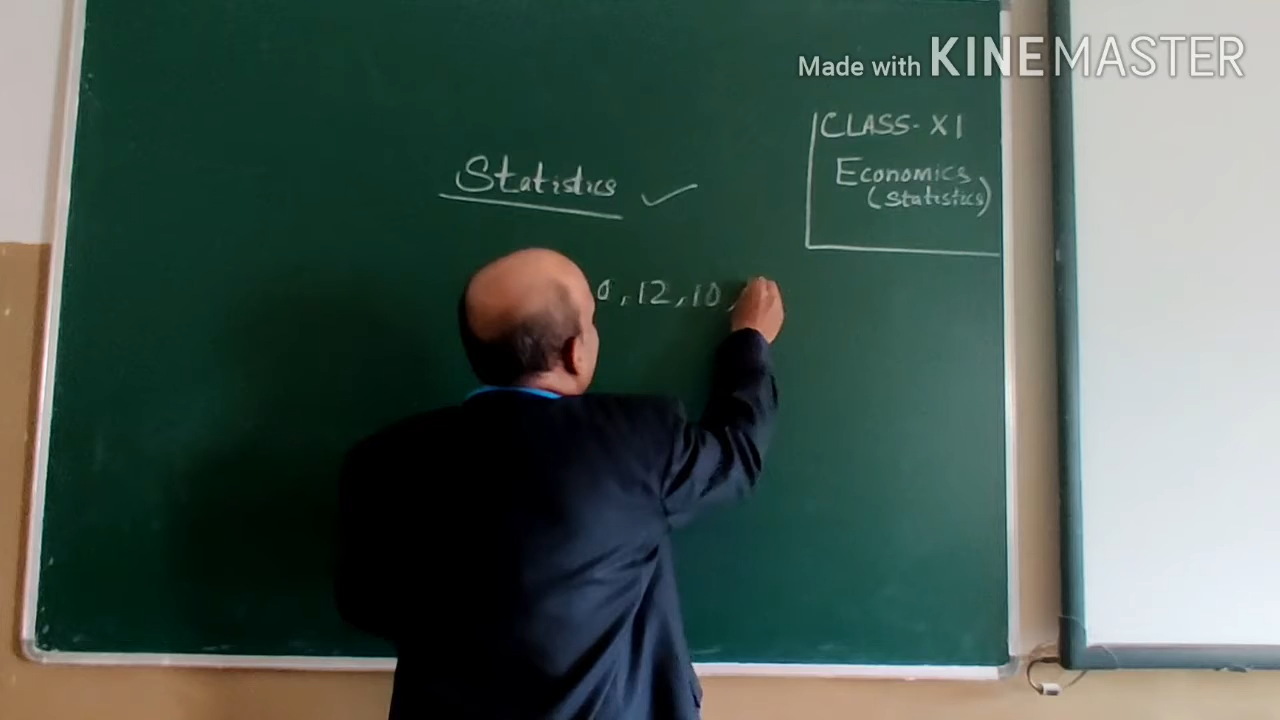 Made with KINEMASTER
CLASS-XI
Economics
(Statistics)
Statistics ✓
0, 12, 10,